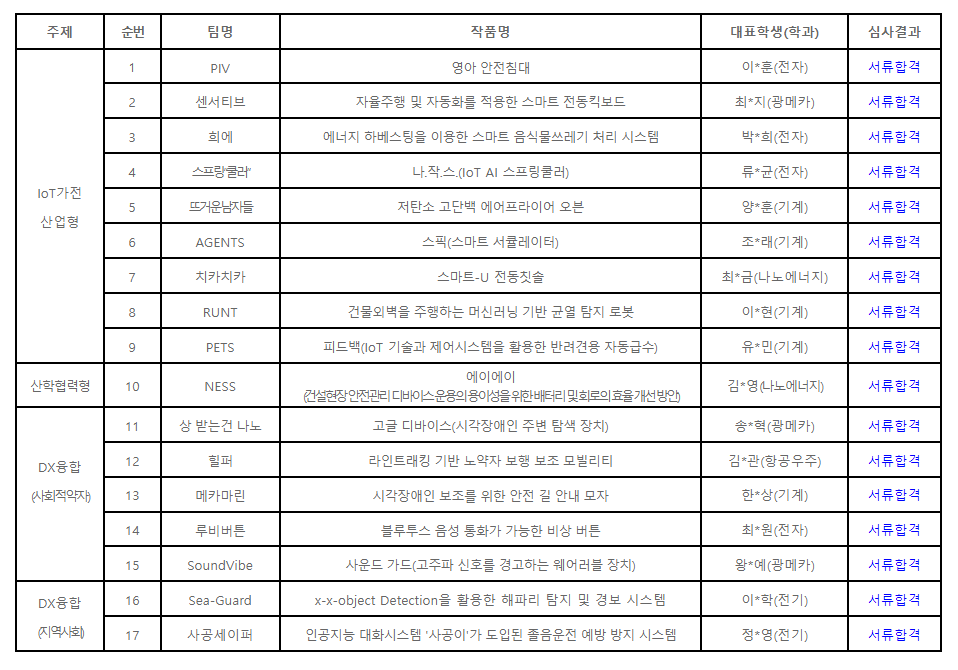 주제 순번 팀명 작품명 대표학생(학과) 심사결과
IoT가전
산업형
1 PIV 영아 안전침대 이*훈(전자) 서류합격
2 센서티브 자율주행 및 자동화를 적용한 스마트 전동킥보드 최*지(광메카) 서류합격
3 희에 에너지 하베스팅을 이용한 스마트 음식물쓰레기 처리 시스템 박*희(전자) 서류합격
4 스프링"쿨러" 나.작.스.(IoT AI 스프링쿨러) 류*균(전자) 서류합격
5 뜨거운남자들 저탄소 고단백 에어프라이어 오븐 양*훈(기계) 서류합격
6 AGENTS 스픽(스마트 서큘레이터) 조*래(기계) 서류합격
7 치카치카 스마트-U 전동칫솔 최*금(나노에너지) 서류합격
8 RUNT 건물외벽을 주행하는 머신러닝 기반 균열 탐지 로봇 이*현(기계) 서류합격
9 PETS 피드백(IoT 기술과 제어시스템을 활용한 반려견용 자동급수) 유*민(기계) 서류합격
산학협력형 10 NESS 에이에이
(건설현장 안전관리 디바이스 운용의 용이성을 위한 배터리 및 회로의 효율 개선 방안) 김*영(나노에너지) 서류합격
DX융합
(사회적약자)
11 상 받는건 나노 고글 디바이스(시각장애인 주변 탐색 장치) 송*혁(광메카) 서류합격
12 힐퍼 라인트래킹 기반 노약자 보행 보조 모빌리티 김*관(항공우주) 서류합격
13 메카마린 시각장애인 보조를 위한 안전 길 안내 모자 한*상(기계) 서류합격
14 루비버튼 블루투스 음성 통화가 가능한 비상 버튼 최*원(전자) 서류합격
15 SoundVibe 사운드 가드(고주파 신호를 경고하는 웨어러블 장치) 왕*예(광메카) 서류합격
DX융합
(지역사회)
16 Sea-Guard x-x-object Detection을 활용한 해파리 탐지 및 경보 시스템 이*학(전기) 서류합격
17 사공세이퍼 인공지능 대화시스템 '사공이'가 도입된 졸음운전 예방 방지 시스템 정*영(전기) 서류합격